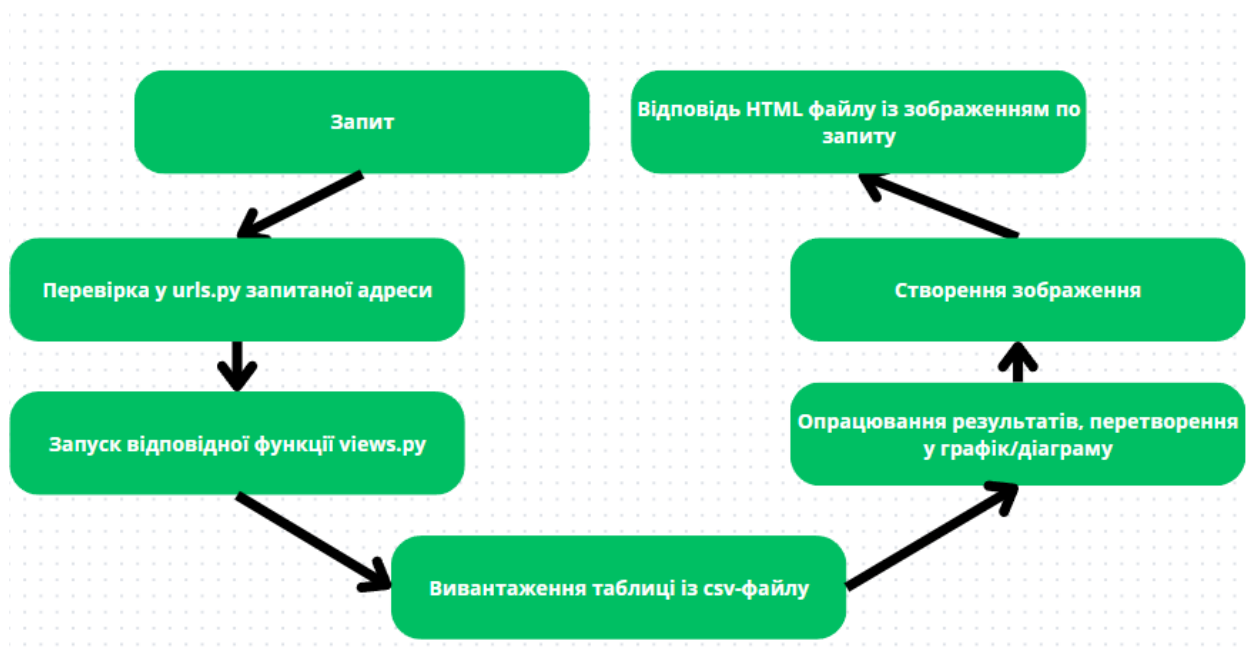 Запит
Відповідь HTML файлу із зображенням по
запиту
Перевірка у urls.py запитаної адреси
Створення зображення
Запуск відповідної функції views.py
Опрацювання результатів, перетворення
у графік/діаграму
Вивантаження таблиці із csv-файлу